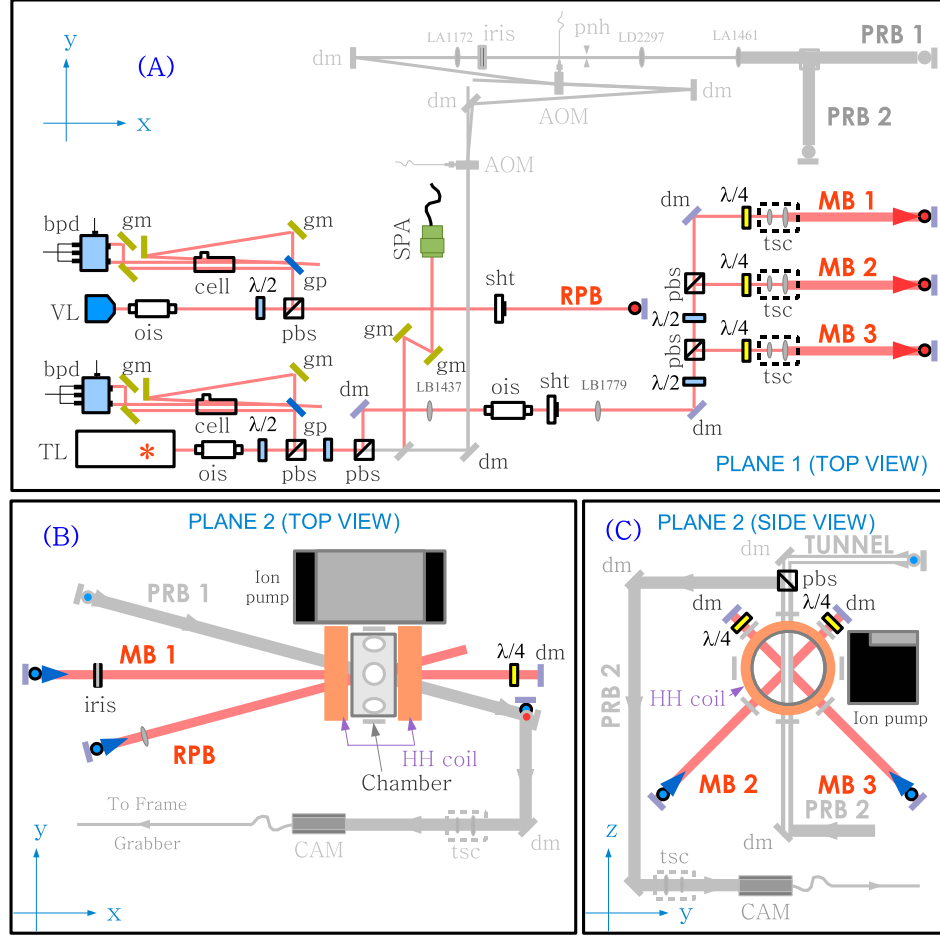 y
x
(A)
dm
LA1172
iris
pnh
LD2297
LA1461
PRB 1
dm
AOM
dm
PRB 2
AOM
bpd
gm
gm
cell
gp
VL
ois
λ/2
pbs
SPA
sht
RPB
dm
λ/4
tsc
MB 1
pbs
λ/4
tsc
MB 2
λ/2
pbs
λ/4
tsc
MB 3
λ/2
dm
gm
gm
bpd
gm
gm
cell
gp
dm
LB1437
ois
sht
LB1779
TL
*
ois
λ/2
pbs
pbs
dm
PLANE 1 (TOP VIEW)
(B)
PLANE 2 (TOP VIEW)
PRB 1
Ion
pump
MB 1
λ/4
dm
iris
RPB
HH coil
Chamber
To Frame
Grabber
CAM
tsc
dm
y
x
(C)
PLANE 2 (SIDE VIEW)
dm
TUNNEL
dm
pbs
λ/4
dm
dm
λ/4
PRB 2
HH coil
Ion pump
MB 2
MB 3
PRB 2
dm
z
tsc
y
CAM